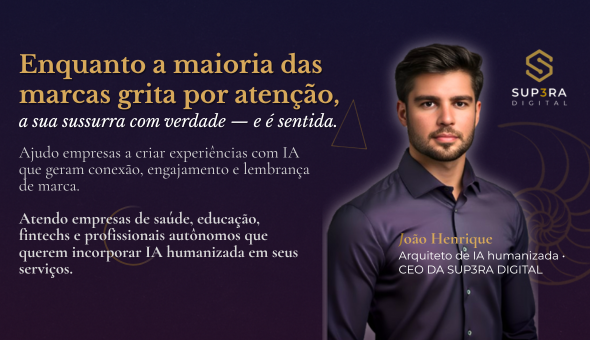 Enquanto a maioria das
marcas grita por atenção,
a sua sussurra com verdade — e é sentida.
Ajudo empresas a criar experiências com IA
que geram conexão, engajamento e lembrança
de marca.
Atendo empresas de saúde, educação,
fintechs e profissionais autônomos que
querem incorporar IA humanizada em seus
serviços.
SUP3RA
DIGITAL
João Henrique
Arquiteto de IA humanizada •
CEO DA SUP3RA DIGITAL